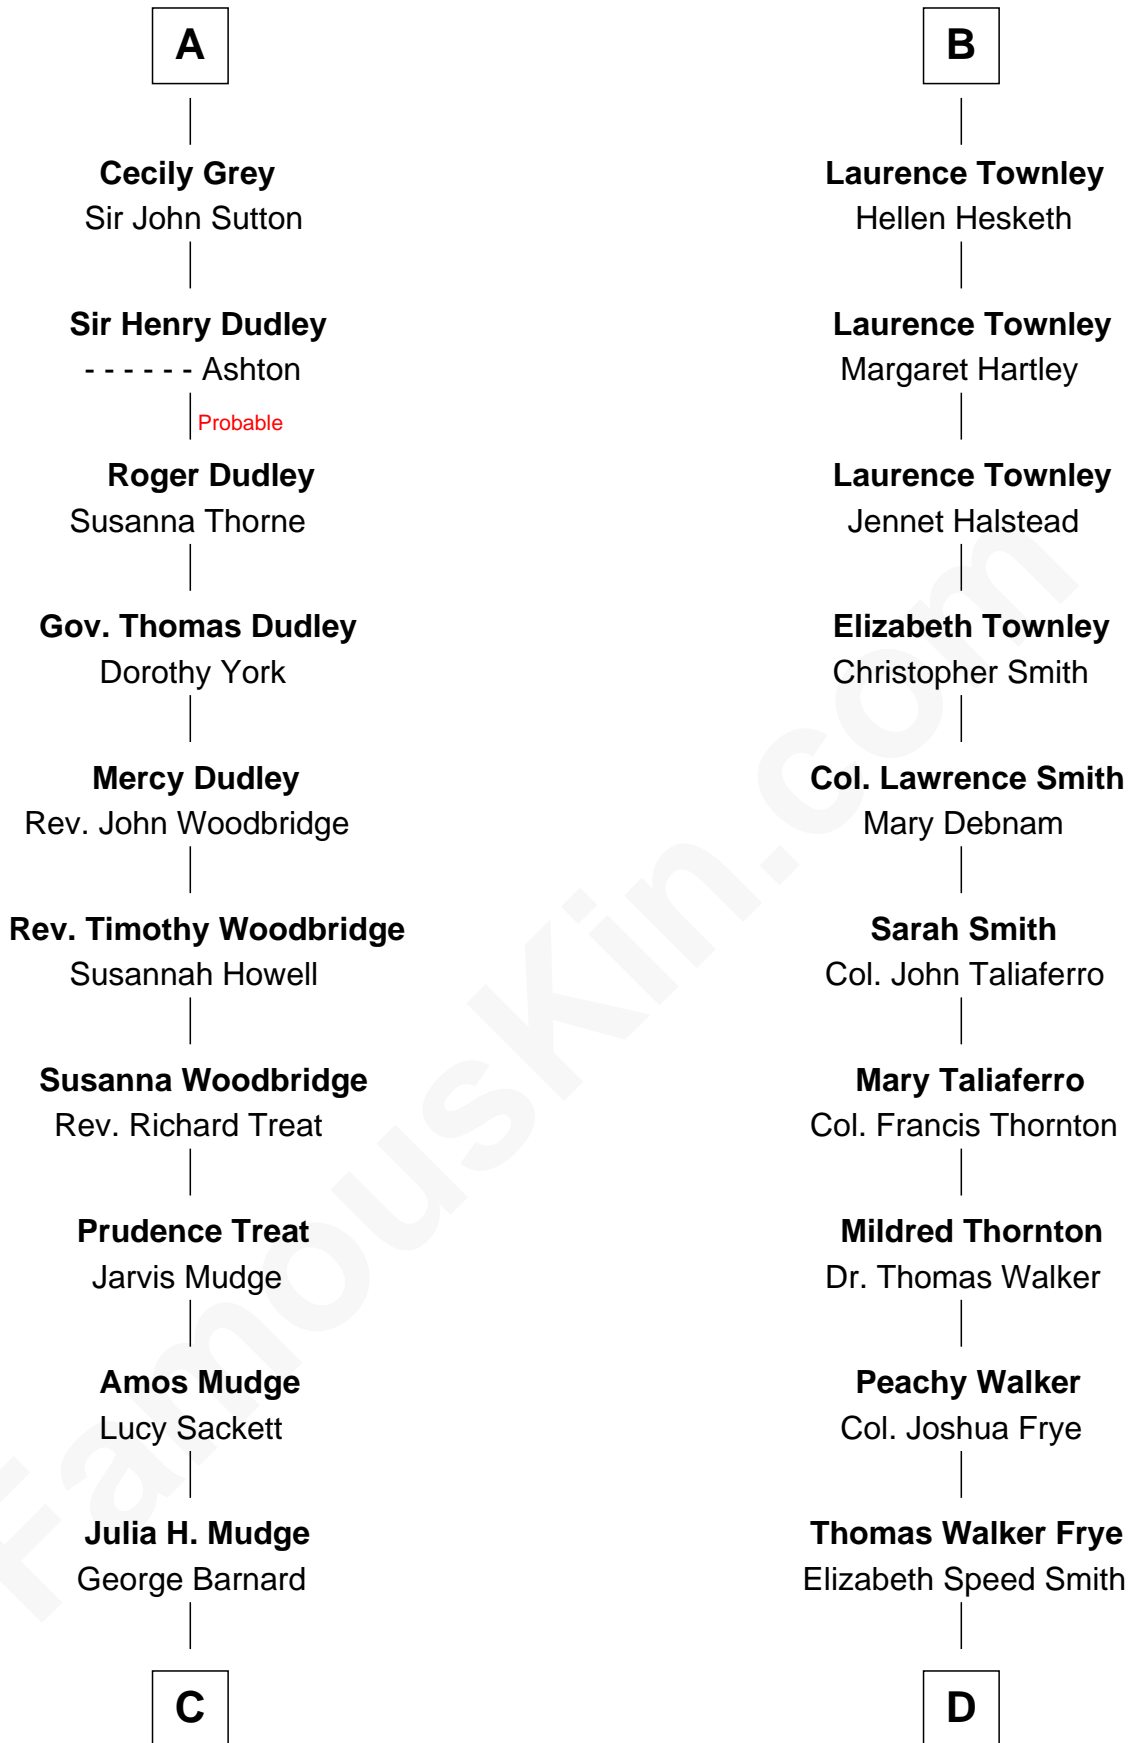 A
Cecily Grey
Sir John Sutton
Sir Henry Dudley
- - - - - - Ashton
Probable
Roger Dudley
Susanna Thorne
Gov. Thomas Dudley
Dorothy York
Mercy Dudley
Rev. John Woodbridge
Rev. Timothy Woodbridge
Susannah Howell
Susanna Woodbridge
Rev. Richard Treat
Prudence Treat
Jarvis Mudge
Amos Mudge
Lucy Sackett
Julia H. Mudge
George Barnard
C
B
Laurence Townley
Hellen Hesketh
Laurence Townley
Margaret Hartley
Laurence Townley
Jennet Halstead
Elizabeth Townley
Christopher Smith
Col. Lawrence Smith
Mary Debnam
Sarah Smith
Col. John Taliaferro
Mary Taliaferro
Col. Francis Thornton
Mildred Thornton
Dr. Thomas Walker
Peachy Walker
Col. Joshua Frye
Thomas Walker Frye
Elizabeth Speed Smith
D
FamousKin.com